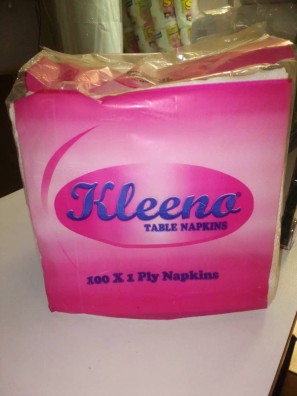 Kleeno®
TABLE NAPKINS
100 X 1 Ply Napkins